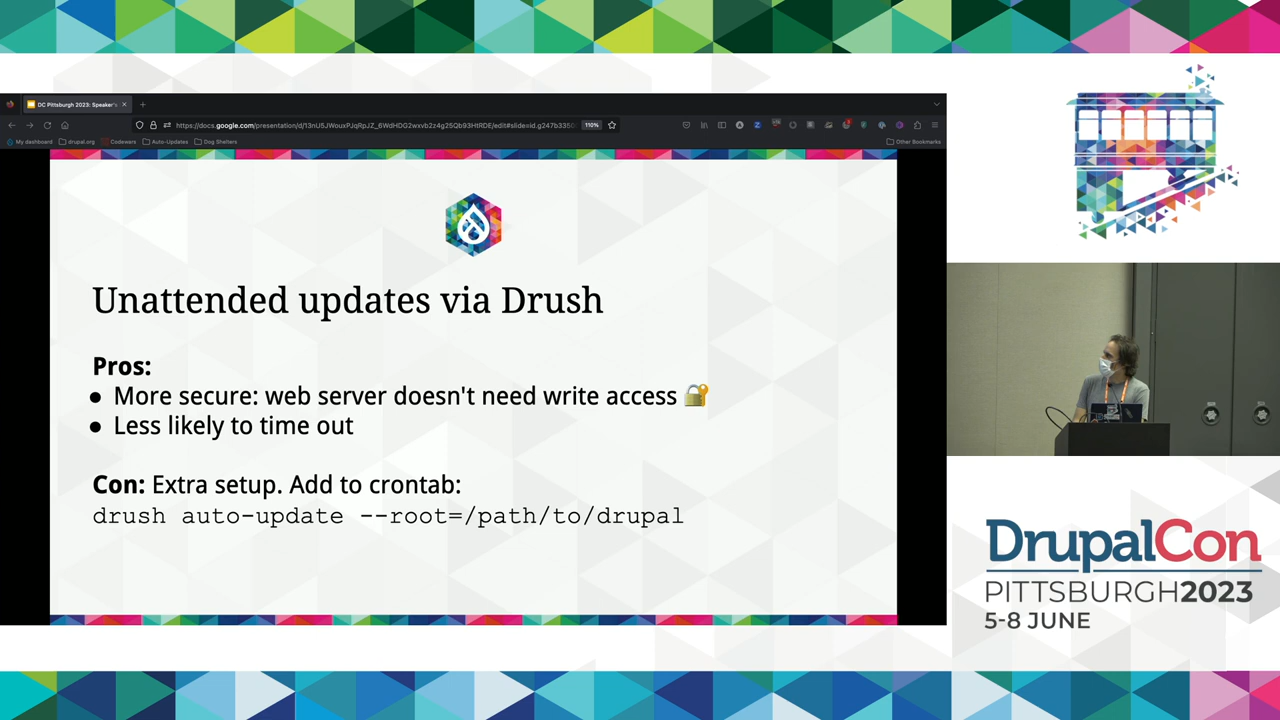 DC Pittsburgh 2023: Speaker's
110%
My dashboard
drupal.org
Codewars
Auto-Updates
Dog Shelters
Other Bookmarks
Unattended updates via Drush
Pros:
● More secure: web server doesn't need write access
● Less likely to time out
Con: Extra setup. Add to crontab:
drush auto-update --root=/path/to/drupal
DrupalCon
PITTSBURGH2023
5-8 JUNE